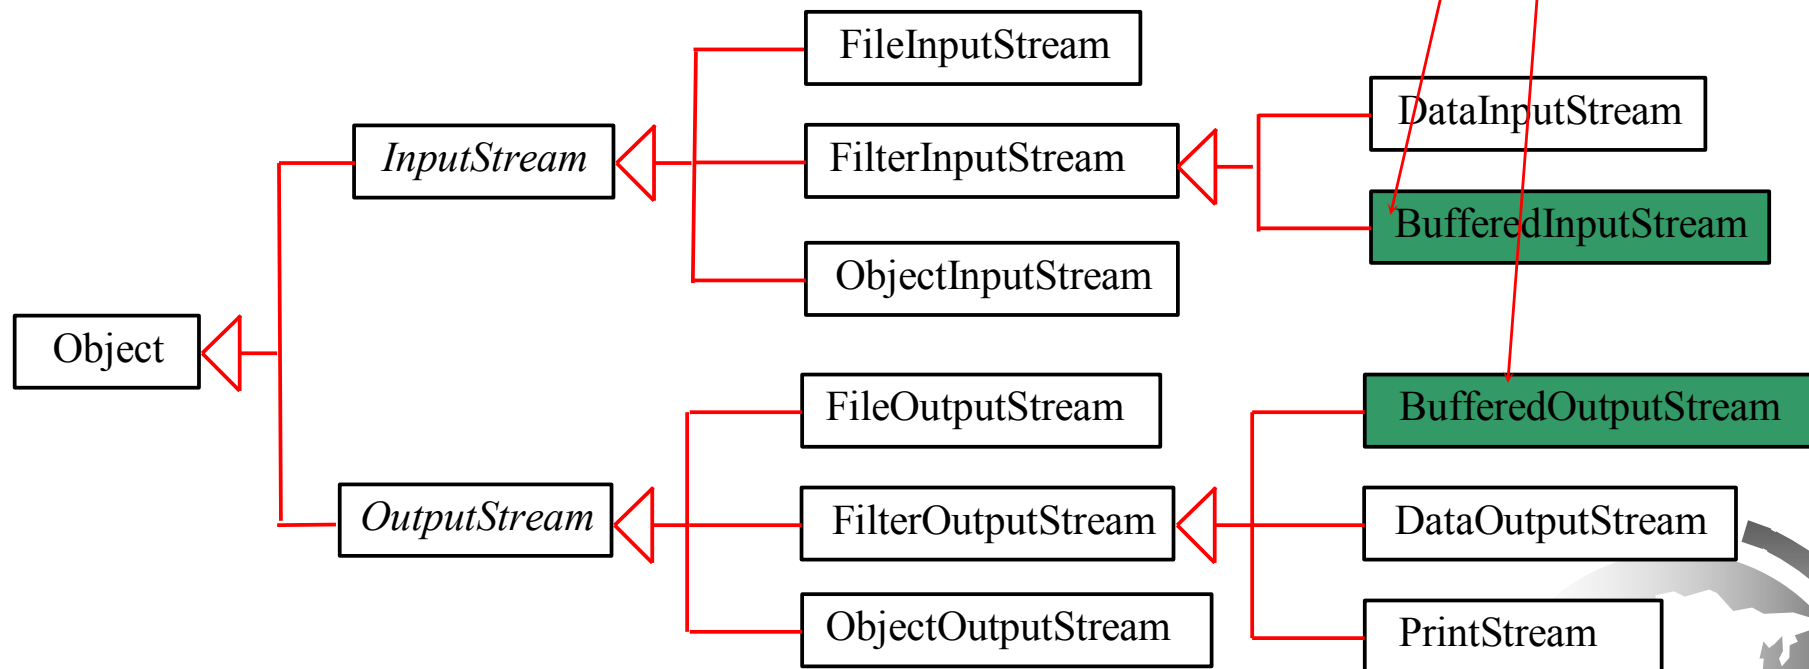 FileInputStream
DataInputStream
InputStream
FilterInputStream
BufferedInputStream
ObjectInputStream
Object
FileOutputStream
BufferedOutputStream
OutputStream
FilterOutputStream
DataOutputStream
ObjectOutputStream
PrintStream